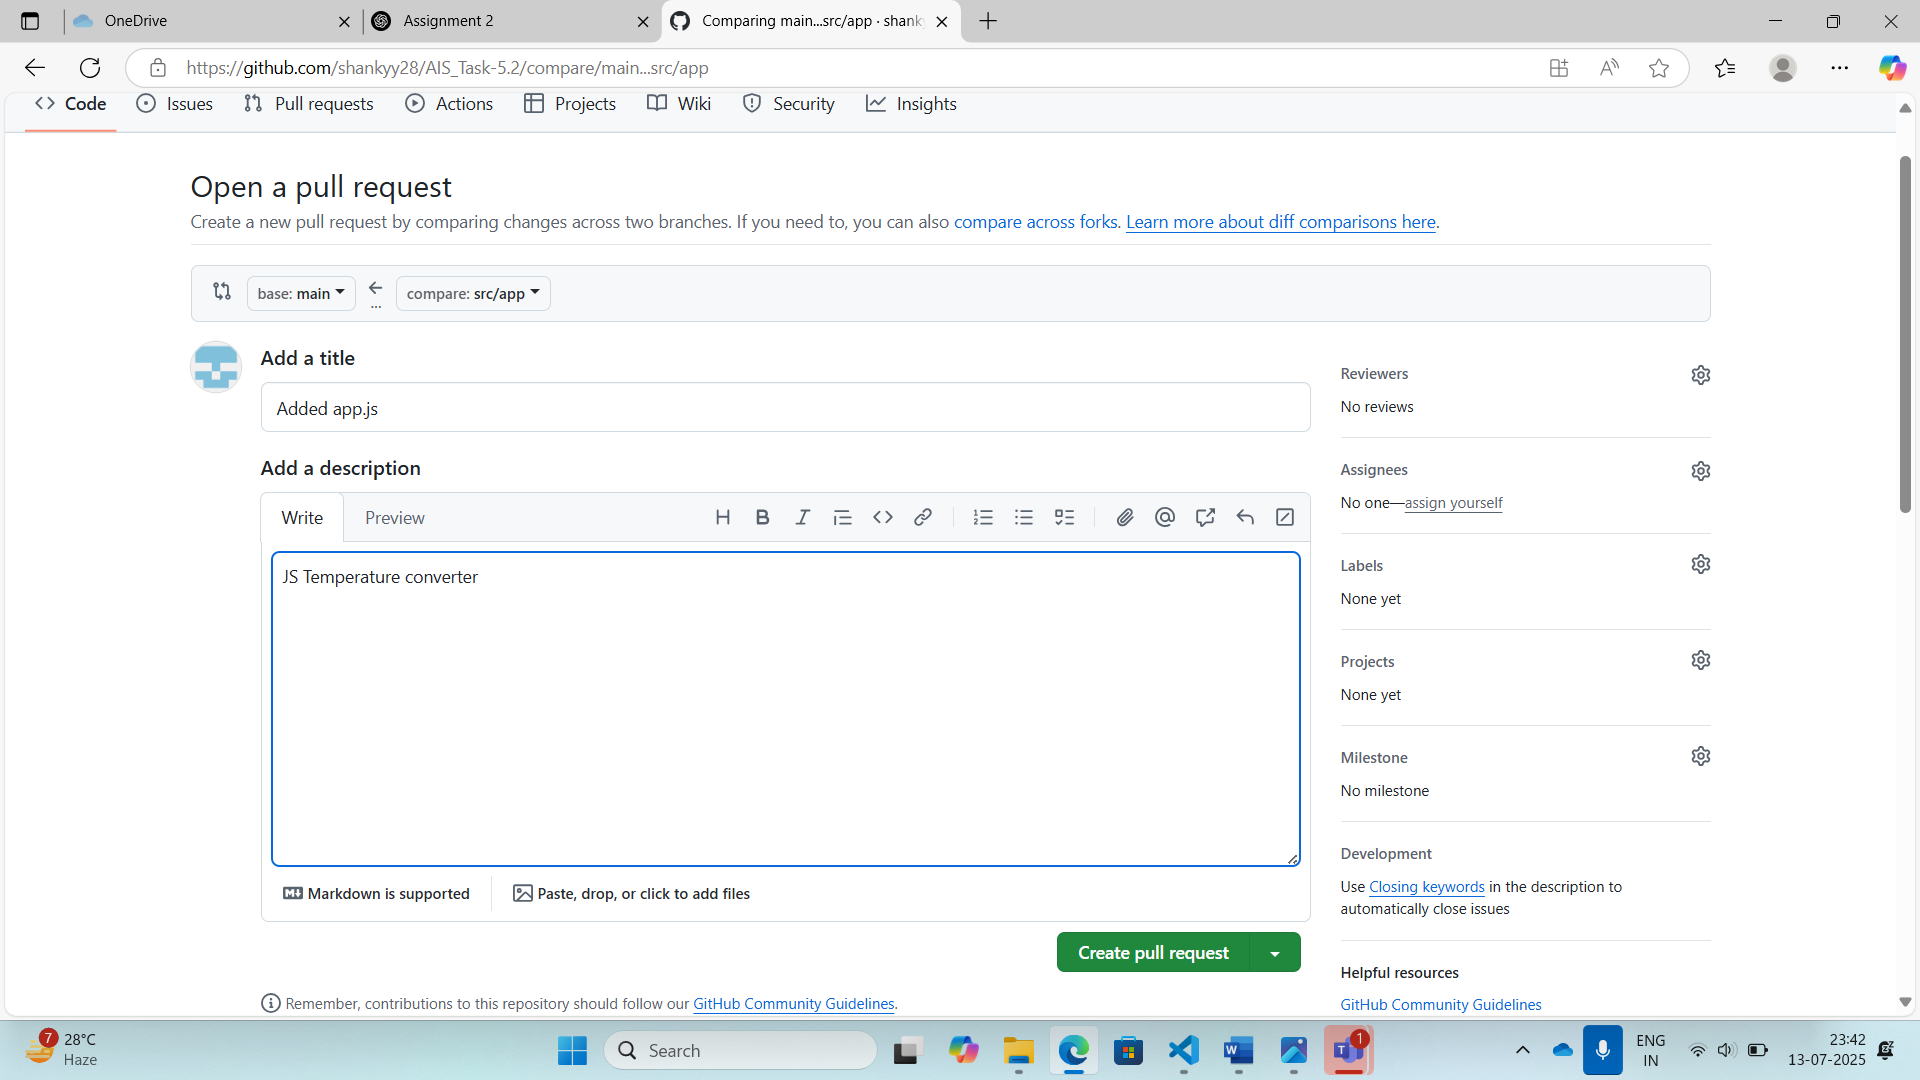 OneDrive
Assignment 2
Comparing main...src/app · shank
https://github.com/shankyy28/AIS_Task-5.2/compare/main...src/app
Code
Issues
Pull requests
Actions
Projects
Wiki
Security
Insights
Open a pull request
Create a new pull request by comparing changes across two branches. If you need to, you can also compare across forks. Learn more about diff comparisons here.
base: main
...
compare: src/app
Add a title
Added app.js
Add a description
Write
Preview
JS Temperature converter
Markdown is supported
Paste, drop, or click to add files
Create pull request
Remember, contributions to this repository should follow our GitHub Community Guidelines.
Reviewers
No reviews
Assignees
No one—assign yourself
Labels
None yet
Projects
None yet
Milestone
No milestone
Development
Use Closing keywords in the description to
automatically close issues
Helpful resources
GitHub Community Guidelines
7
28°C
Haze
Search
1
ENG
IN
23:42
13-07-2025